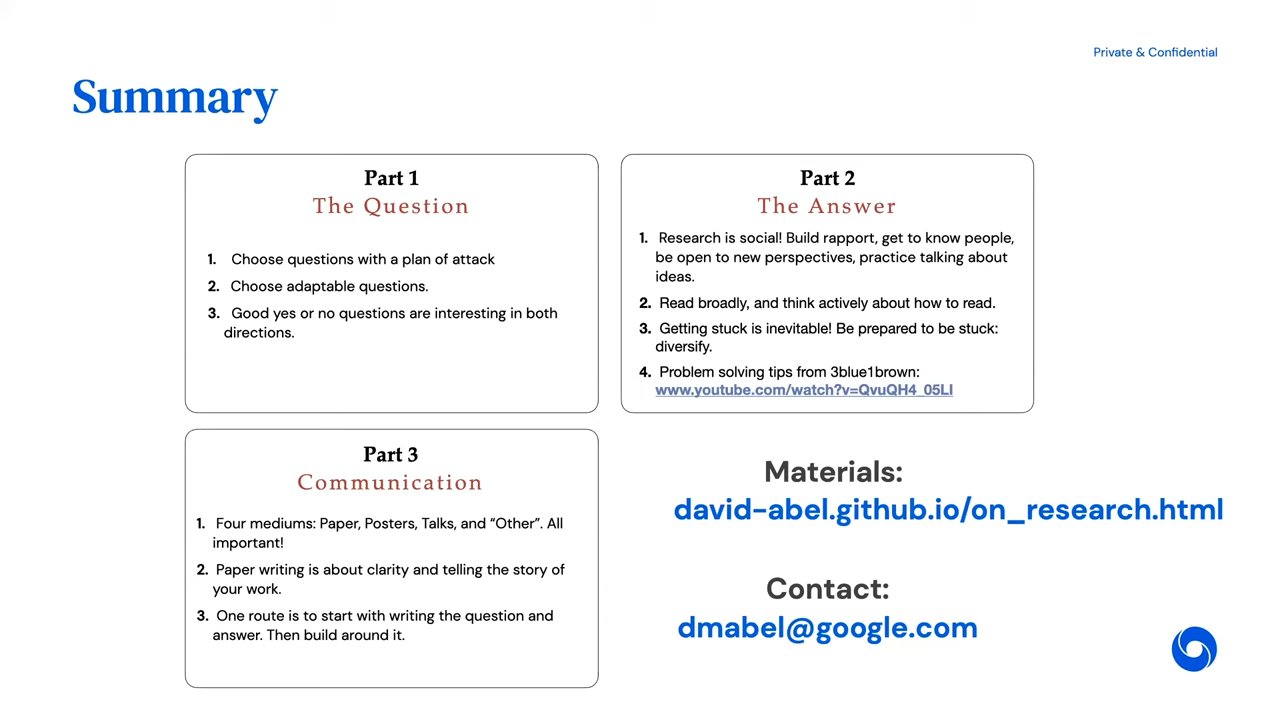 Private & Confidential
Summary
Part 1
The Question
1. Choose questions with a plan of attack
2. Choose adaptable questions.
3. Good yes or no questions are interesting in both
directions.
Part 2
The Answer
1. Research is social! Build rapport, get to know people,
be open to new perspectives, practice talking about
ideas.
2. Read broadly, and think actively about how to read.
3. Getting stuck is inevitable! Be prepared to be stuck:
diversify.
4. Problem solving tips from 3blue1brown:
www.youtube.com/watch?v=QvuQH4_05LI
Part 3
Communication
1. Four mediums: Paper, Posters, Talks, and “Other”. All
important!
2. Paper writing is about clarity and telling the story of
your work.
3. One route is to start with writing the question and
answer. Then build around it.
Materials:
david-abel.github.io/on_research.html
Contact:
dmabel@google.com